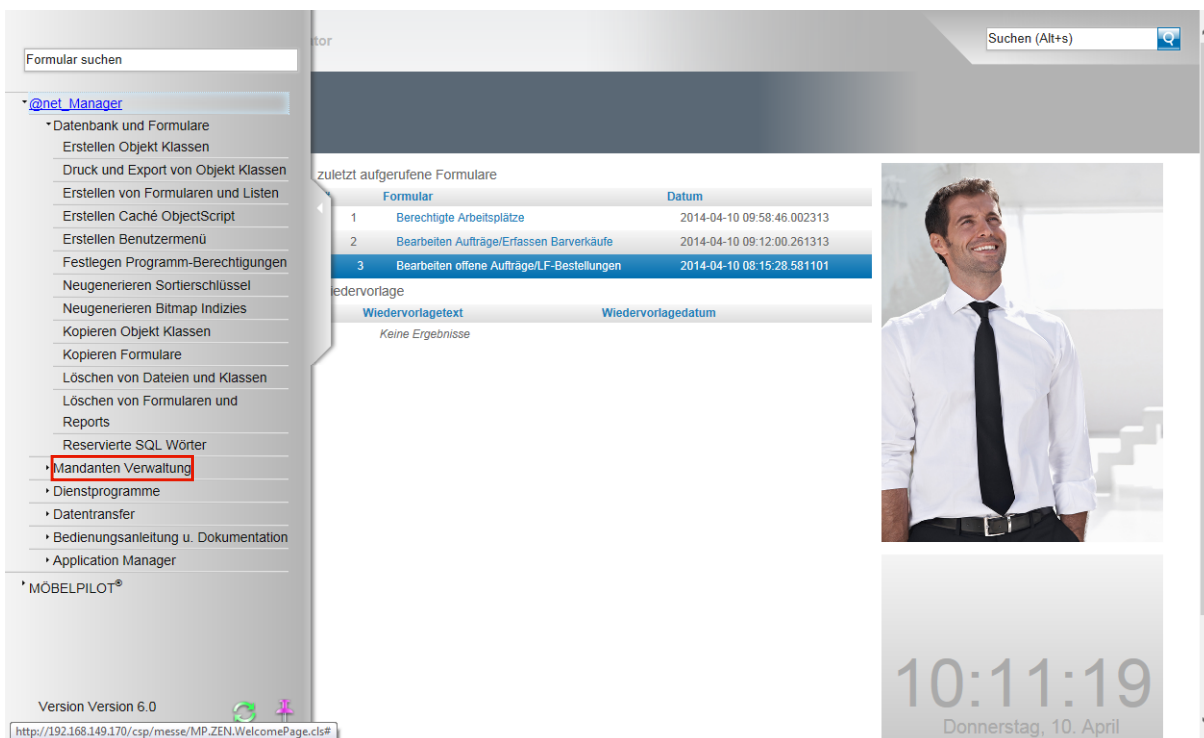 Formular suchen
@net_Manager
Datenbank und Formulare
Erstellen Objekt Klassen
Druck und Export von Objekt Klassen
Erstellen von Formularen und Listen
Erstellen Caché ObjectScript
Erstellen Benutzermenü
Festlegen Programm-Berechtigungen
Neugenerieren Sortierschlüssel
Neugenerieren Bitmap Indizies
Kopieren Objekt Klassen
Kopieren Formulare
Löschen von Dateien und Klassen
Löschen von Formularen und
Reports
Reservierte SQL Wörter
Mandanten Verwaltung
Dienstprogramme
Datentransfer
Bedienungsanleitung u. Dokumentation
Application Manager
MÖBELPILOT®
Version Version 6.0
http://192.168.149.170/csp/messe/MP.ZEN.WelcomePage.cls#
Suchen (Alt+s)
zuletzt aufgerufene Formulare
Formular Datum
1 Berechtigte Arbeitsplätze 2014-04-10 09:58:46.002313
2 Bearbeiten Aufträge/Erfassen Barverkäufe 2014-04-10 09:12:00.261313
3 Bearbeiten offene Aufträge/LF-Bestellungen 2014-04-10 08:15:28.581101
iedervorlage
Wiedervorlagetext Wiedervorlagedatum
Keine Ergebnisse
10:11:19
Donnerstag, 10. April